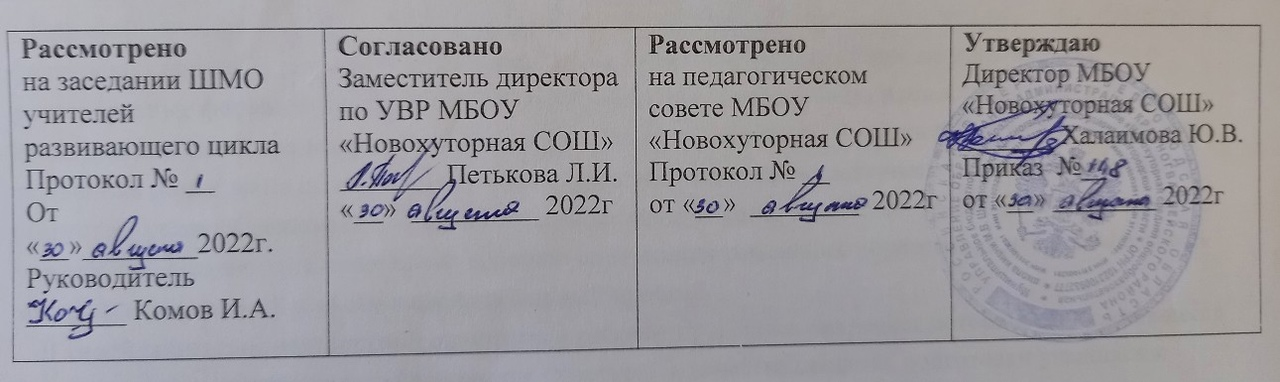 Рассмотрено
на заседании ШМО
учителей
развивающего цикла
Протокол № 1
От
«30» августа 2022г.
Руководитель
Комов И.А.
Согласовано
Заместитель директора
по УВР МБОУ
«Новохуторная СОШ»
Петькова Л.И.
«30» августа 2022г
Рассмотрено
на педагогическом
совете МБОУ
«Новохуторная СОШ»
Протокол № 1
от «30» августа 2022г
Утверждаю
Директор МБОУ
«Новохуторная СОШ»
Халаимова Ю.В.
Приказ № 148
от «30» августа 2022г